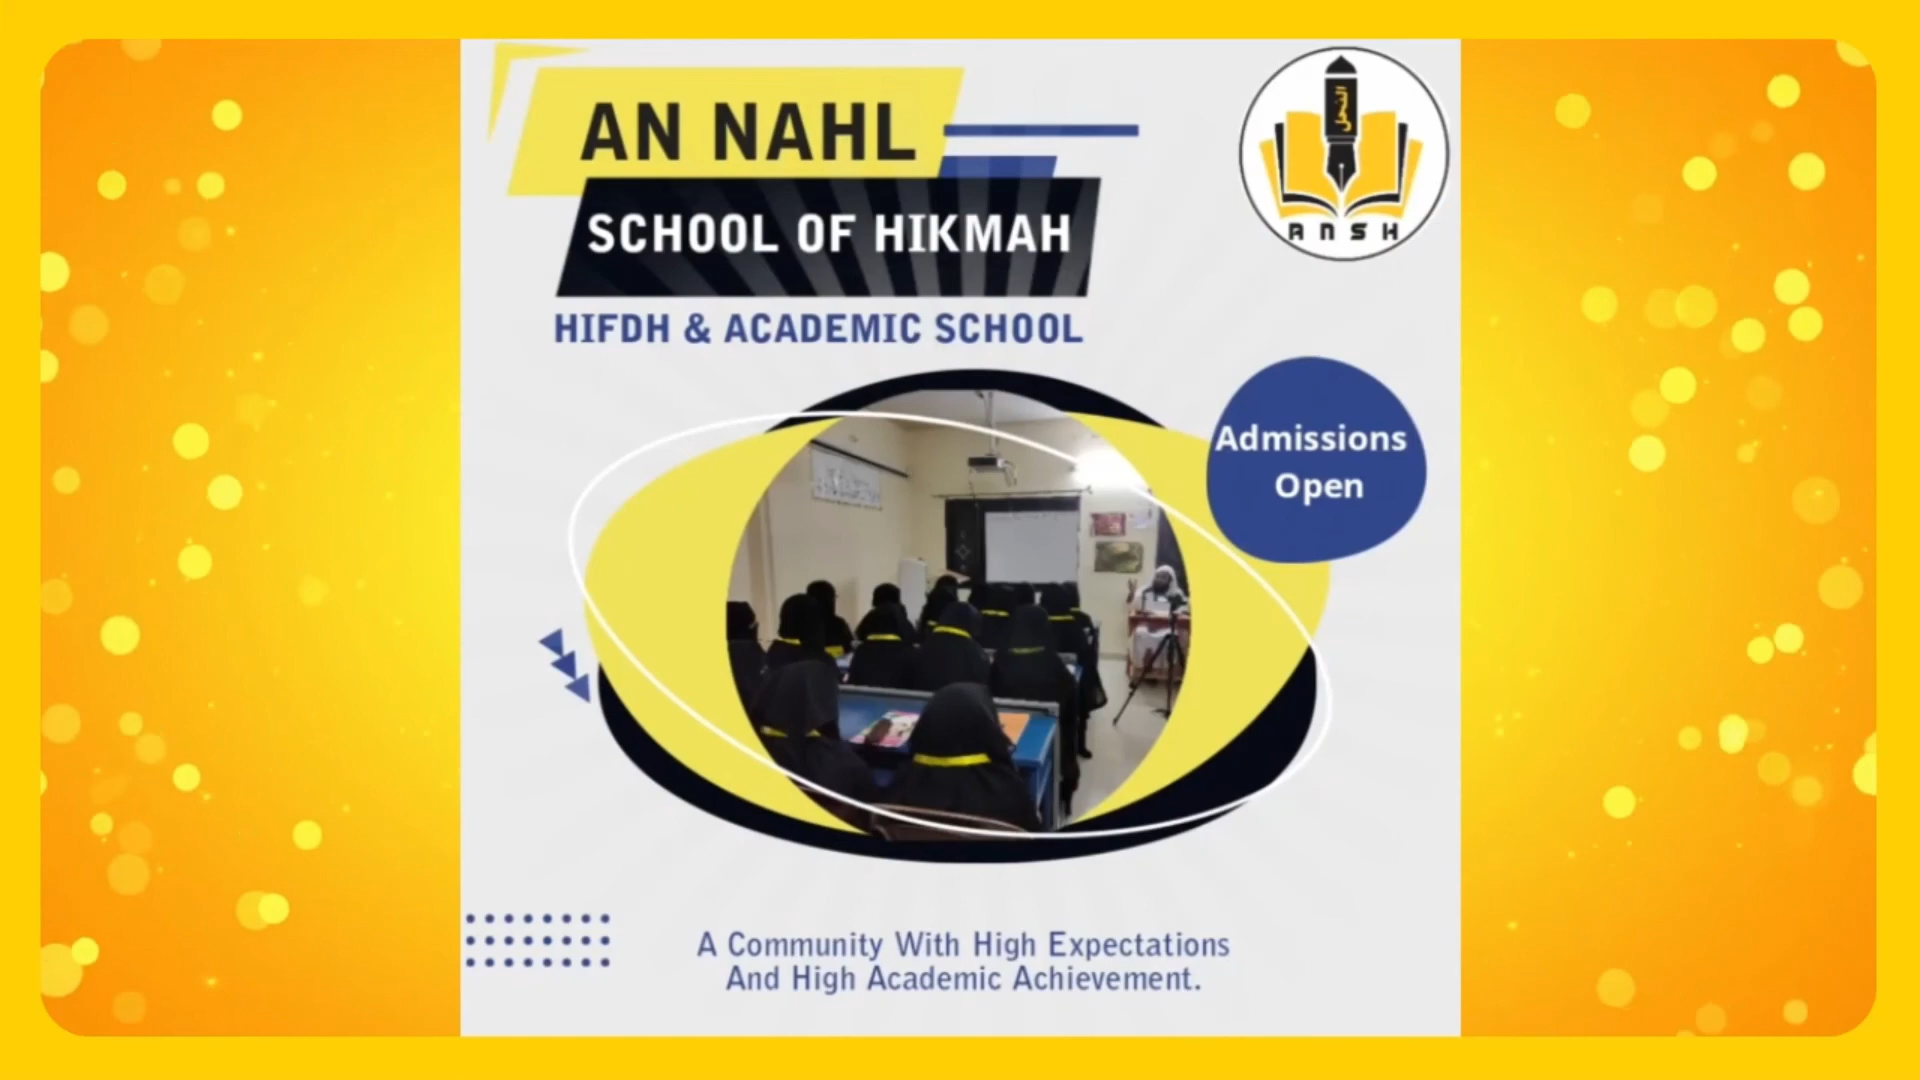 AN NAHL
SCHOOL OF HIKMAH
HIFDH & ACADEMIC SCHOOL
النحل
ANSH
Admissions
Open
A Community With High Expectations
And High Academic Achievement.